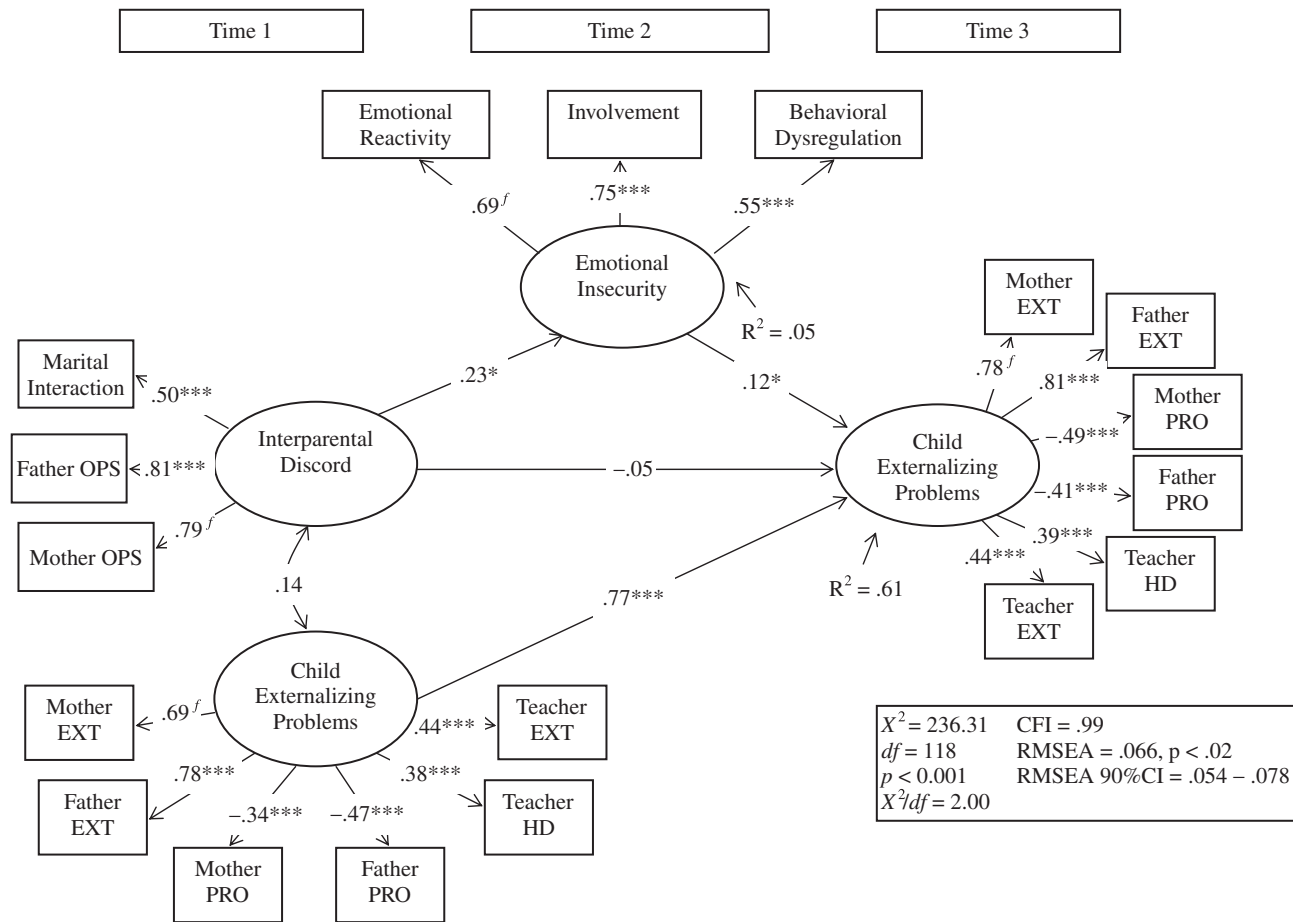 Time 1
Time 2
Time 3
Emotional
Reactivity
Involvement
Behavioral
Dysregulation
.69f
.75***
.55***
Emotional
Insecurity
R2 = .05
Mother
EXT
Father
EXT
Mother
PRO
Father
PRO
Teacher
HD
Teacher
EXT
.78f
.81***
–.49***
–.41***
.39***
.44***
Marital
Interaction
.50***
Father OPS
.81***
Mother OPS
.79f
Interparental
Discord
.23*
.12*
–.05
Child
Externalizing
Problems
R2 = .61
.14
.77***
Child
Externalizing
Problems
Mother
EXT
.69f
Father
EXT
.78***
Mother
PRO
–.34***
Father
PRO
–.47***
Teacher
HD
.38***
Teacher
EXT
.44***
X2 = 236.31 CFI = .99
df = 118 RMSEA = .066, p < .02
p < 0.001 RMSEA 90%CI = .054 – .078
X2/df = 2.00